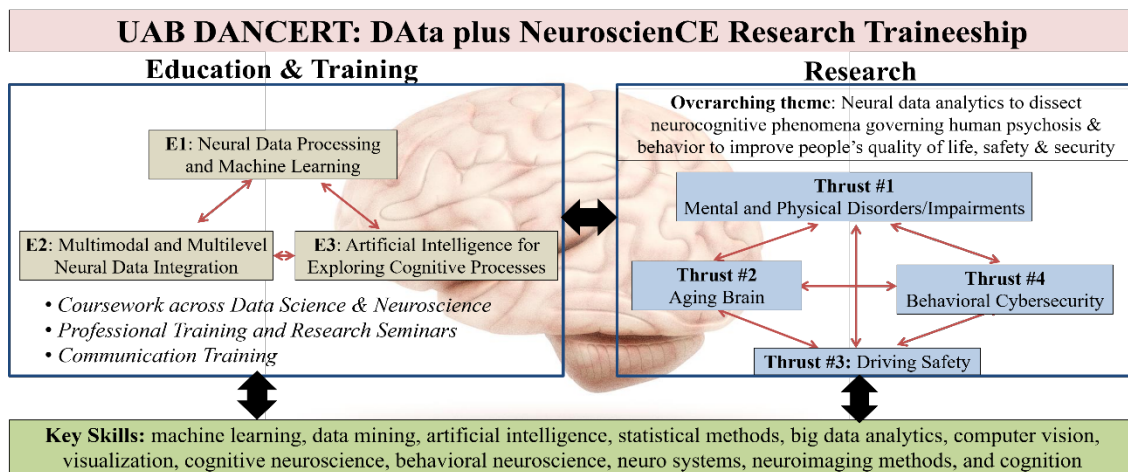 UAB DANCERT: DAta plus NeuroscienCE Research Traineeship
Education & Training
E1: Neural Data Processing
and Machine Learning
E2: Multimodal and Multilevel
Neural Data Integration
E3: Artificial Intelligence for
Exploring Cognitive Processes
• Coursework across Data Science & Neuroscience
• Professional Training and Research Seminars
• Communication Training
Research
Overarching theme: Neural data analytics to dissect
neurocognitive phenomena governing human psychosis &
behavior to improve people's quality of life, safety & security
Thrust #1
Mental and Physical Disorders/Impairments
Thrust #2
Aging Brain
Thrust #4
Behavioral Cybersecurity
Thrust #3: Driving Safety
Key Skills: machine learning, data mining, artificial intelligence, statistical methods, big data analytics, computer vision,
visualization, cognitive neuroscience, behavioral neuroscience, neuro systems, neuroimaging methods, and cognition